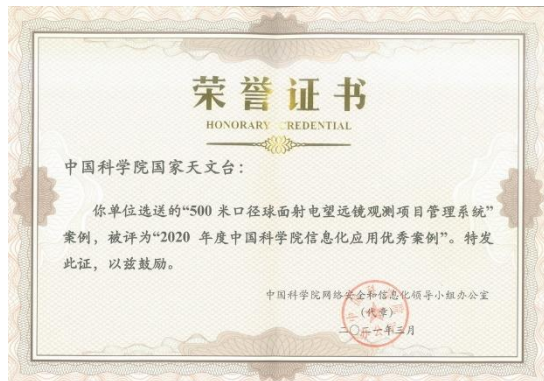 荣誉证书
HONORARY CREDENTIAL
中国科学院国家天文台：
你单位选送的“500 米口径球面射电望远镜观测项目管理系统”
案例，被评为“2020 年度中国科学院信息化应用优秀案例”。特发
此证，以兹鼓励。
中国科学院网络安全和信息化领导小组办公室
（代章）
二〇二一年三月